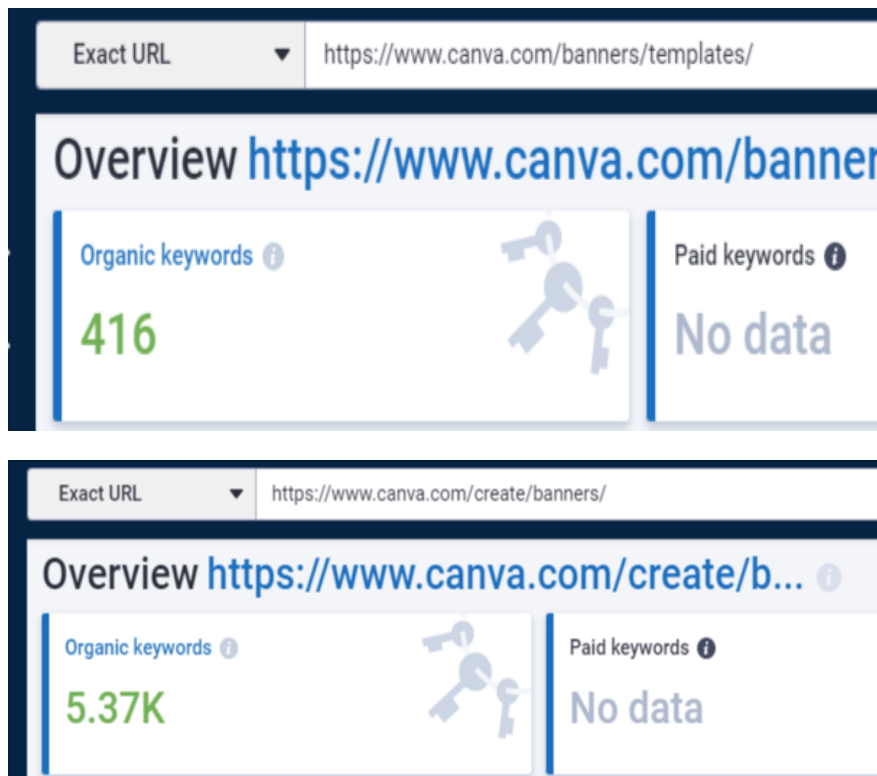 Exact URL https://www.canva.com/banners/templates/
Overview https://www.canva.com/banner
Organic keywords i Paid keywords i
416 No data
Exact URL https://www.canva.com/create/banners/
Overview https://www.canva.com/create/b... i
Organic keywords i Paid keywords i
5.37K No data